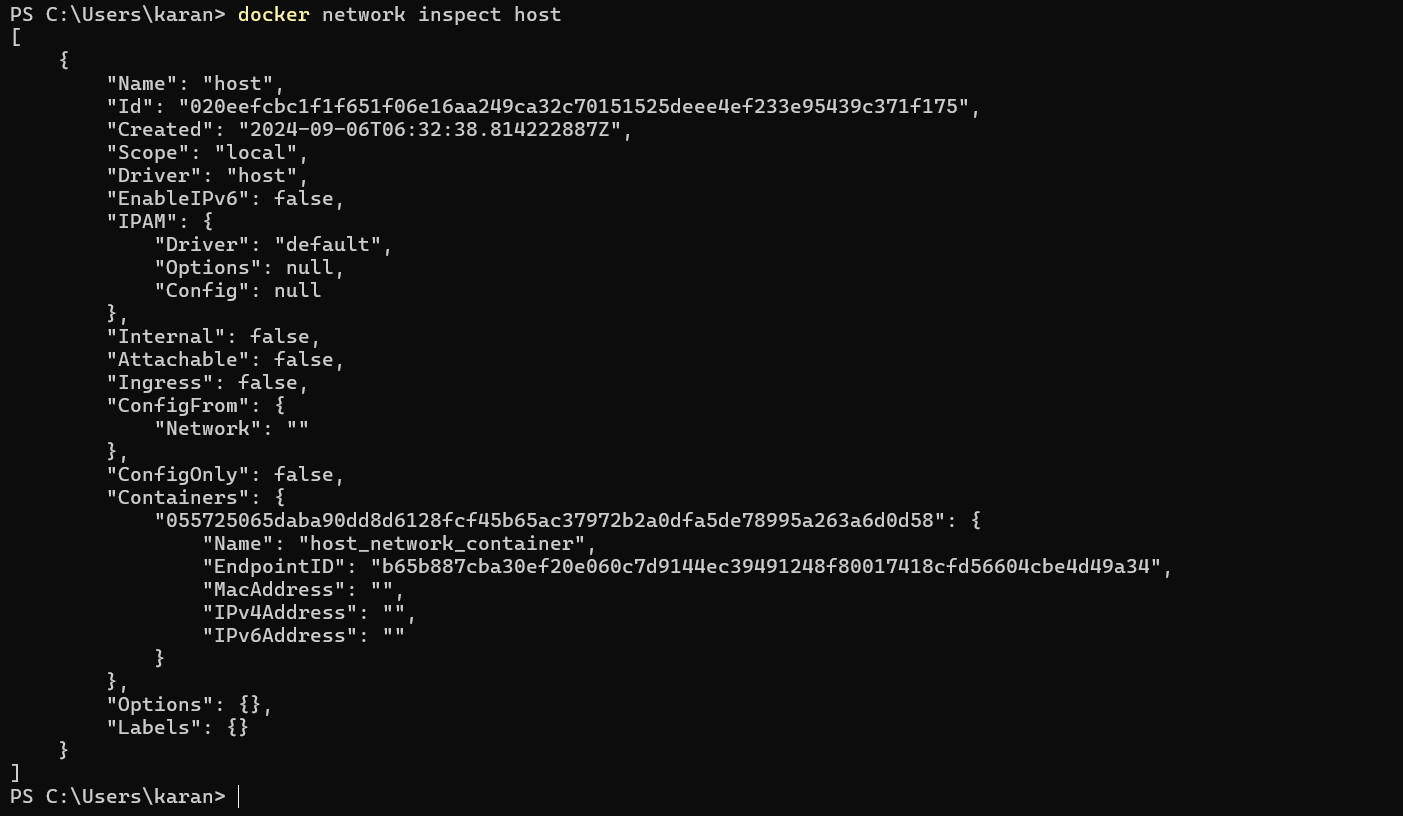 PS C:\Users\karan> docker network inspect host
[
    {
        "Name": "host",
        "Id": "020eefcbc1f1f651f06e16aa249ca32c70151525deee4ef233e95439c371f175",
        "Created": "2024-09-06T06:32:38.814222887Z",
        "Scope": "local",
        "Driver": "host",
        "EnableIPv6": false,
        "IPAM": {
            "Driver": "default",
            "Options": null,
            "Config": null
        },
        "Internal": false,
        "Attachable": false,
        "Ingress": false,
        "ConfigFrom": {
            "Network": ""
        },
        "ConfigOnly": false,
        "Containers": {
            "055725065daba90dd8d6128fcf45b65ac37972b2a0dfa5de78995a263a6d0d58": {
                "Name": "host_network_container",
                "EndpointID": "b65b887cba30ef20e060c7d9144ec39491248f80017418cfd56604cbe4d49a34",
                "MacAddress": "",
                "IPv4Address": "",
                "IPv6Address": ""
            }
        },
        "Options": {},
        "Labels": {}
    }
]
PS C:\Users\karan>